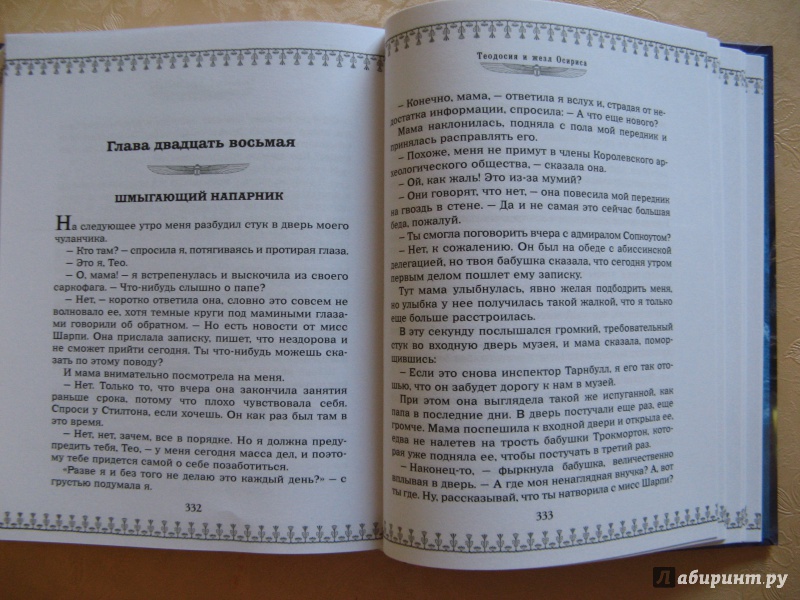 Глава двадцать восьмая
ШМЫГАЮЩИЙ НАПАРНИК
На следующее утро меня разбудил стук в дверь моего
чуланчика.
– Кто там? – спросила я, потягиваясь и протирая глаза.
– Это я, Тео.
– О, мама! – я встрепенулась и выскочила из своего
саркофага. – Что-нибудь слышно о папе?
– Нет, – коротко ответила она, словно это совсем не
волновало ее, хотя темные круги под мамиными глаза-
ми говорили об обратном. – Но есть новости от мисс
Шарпи. Она прислала записку, пишет, что нездорова и
не сможет прийти сегодня. Ты что-нибудь можешь ска-
зать по этому поводу?
И мама внимательно посмотрела на меня.
– Нет. Только то, что вчера она закончила занятия
раньше срока, потому что плохо чувствовала себя.
Спроси у Стилтона, если хочешь. Он как раз был там в
это время.
– Нет, нет, зачем, все в порядке. Но я должна преду-
предить тебя, Тео, – у меня сегодня масса дел, и поэто-
му тебе придется самой о себе позаботиться.
«Разве я и без того не делаю это каждый день?» – с
грустью подумала я.
332
Теодосия и жезл Осириса
– Конечно, мама, – ответила я вслух и, страдая от не-
достатка информации, спросила: – А что еще нового?
Мама наклонилась, подняла с пола мой передник и
принялась расправлять его.
– Похоже, меня не примут в члены Королевского ар-
хеологического общества, – сказала она.
– Ой, как жаль! Это из-за мумий?
– Они говорят, что нет, – она повесила мой передник
на гвоздь в стене. – Да и не самая это сейчас большая
беда, пожалуй.
– Ты смогла поговорить вчера с адмиралом Сопноутом?
– Нет, к сожалению. Он был на обеде с абиссинской
делегацией, но твоя бабушка сказала, что сегодня утром
первым делом пошлет ему записку.
Тут мама улыбнулась, явно желая подбодрить меня,
но улыбка у нее получилась такой жалкой, что я только
еще больше расстроилась.
В эту секунду послышался громкий, требовательный
стук во входную дверь музея, и мама сказала, помор-
щившись:
– Если это снова инспектор Тарнбулл, я его так ото-
шью, что он забудет дорогу к нам в музей.
При этом она выглядела такой же испуганной, как
папа в последние дни. В дверь постучали еще раз, еще
громче. Мама поспешила к входной двери и открыла ее,
едва не налетев на трость бабушки Трокмортон, кото-
рая уже подняла ее, чтобы постучать в третий раз.
– Наконец-то, – фыркнула бабушка, величественно
вплывая в дверь. – А где моя ненаглядная внучка? А, вот
ты где. Ну, рассказывай, что ты натворила с мисс Шарпи?
333
Лабиринт.ру